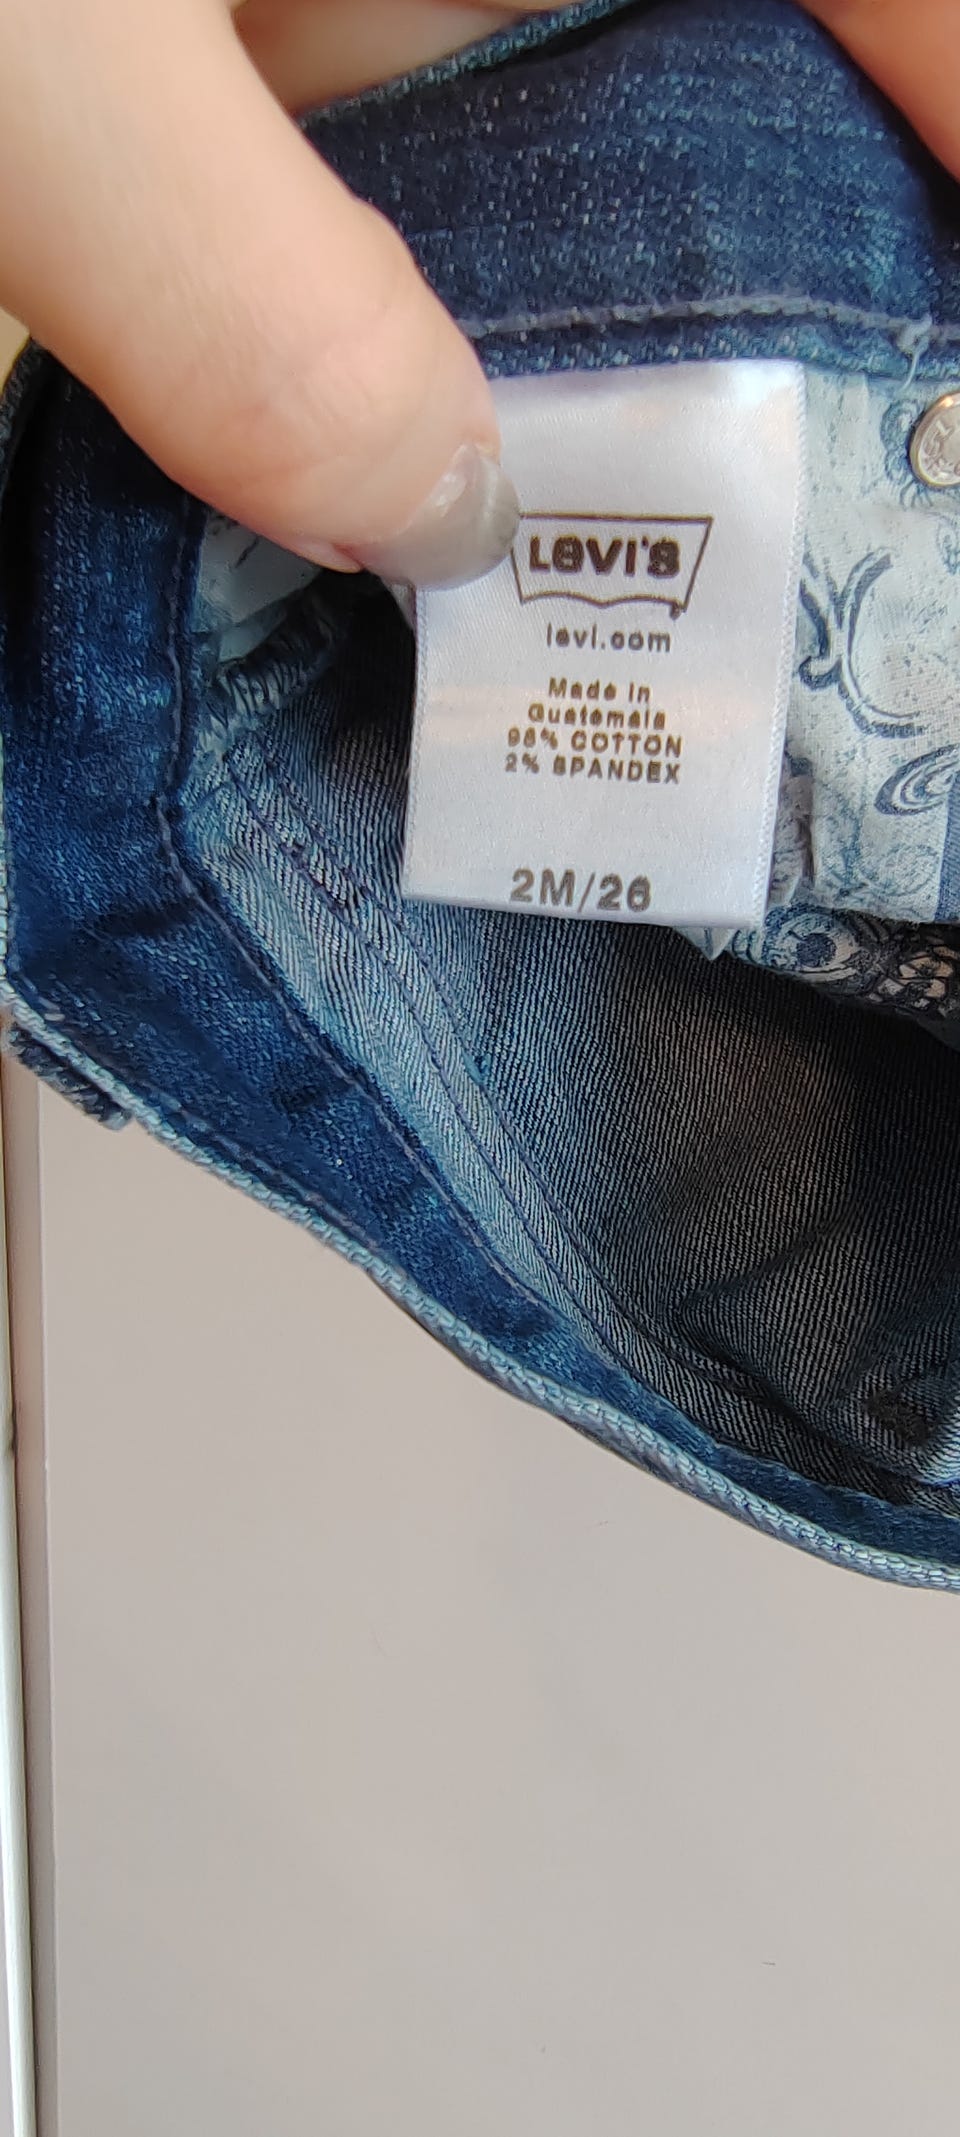 LEVI'S
levi.com
Made in
Guatemala
98% COTTON
2% SPANDEX
2M/26